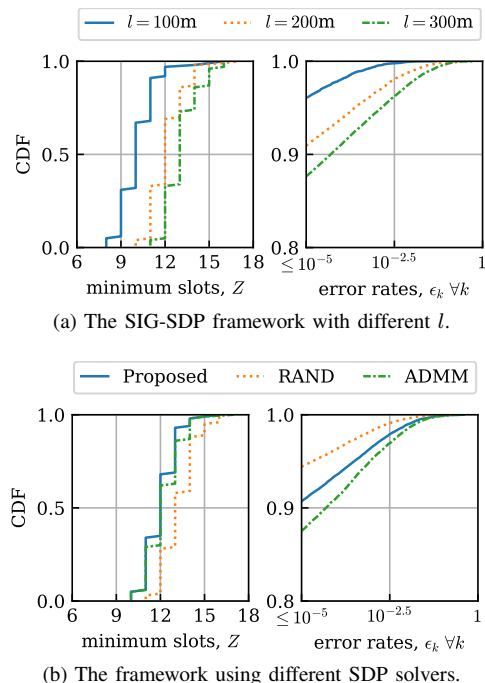 l = 100m l = 200m l = 300m
CDF
1.0
0.5
0.0
6 9 12 15 18
minimum slots, Z
1.0
0.9
0.8
≤10^−5 10^−2.5 1
error rates, ϵ_k ∀k
(a) The SIG-SDP framework with different l.
Proposed RAND ADMM
CDF
1.0
0.5
0.0
6 9 12 15 18
minimum slots, Z
1.0
0.9
0.8
≤10^−5 10^−2.5 1
error rates, ϵ_k ∀k
(b) The framework using different SDP solvers.